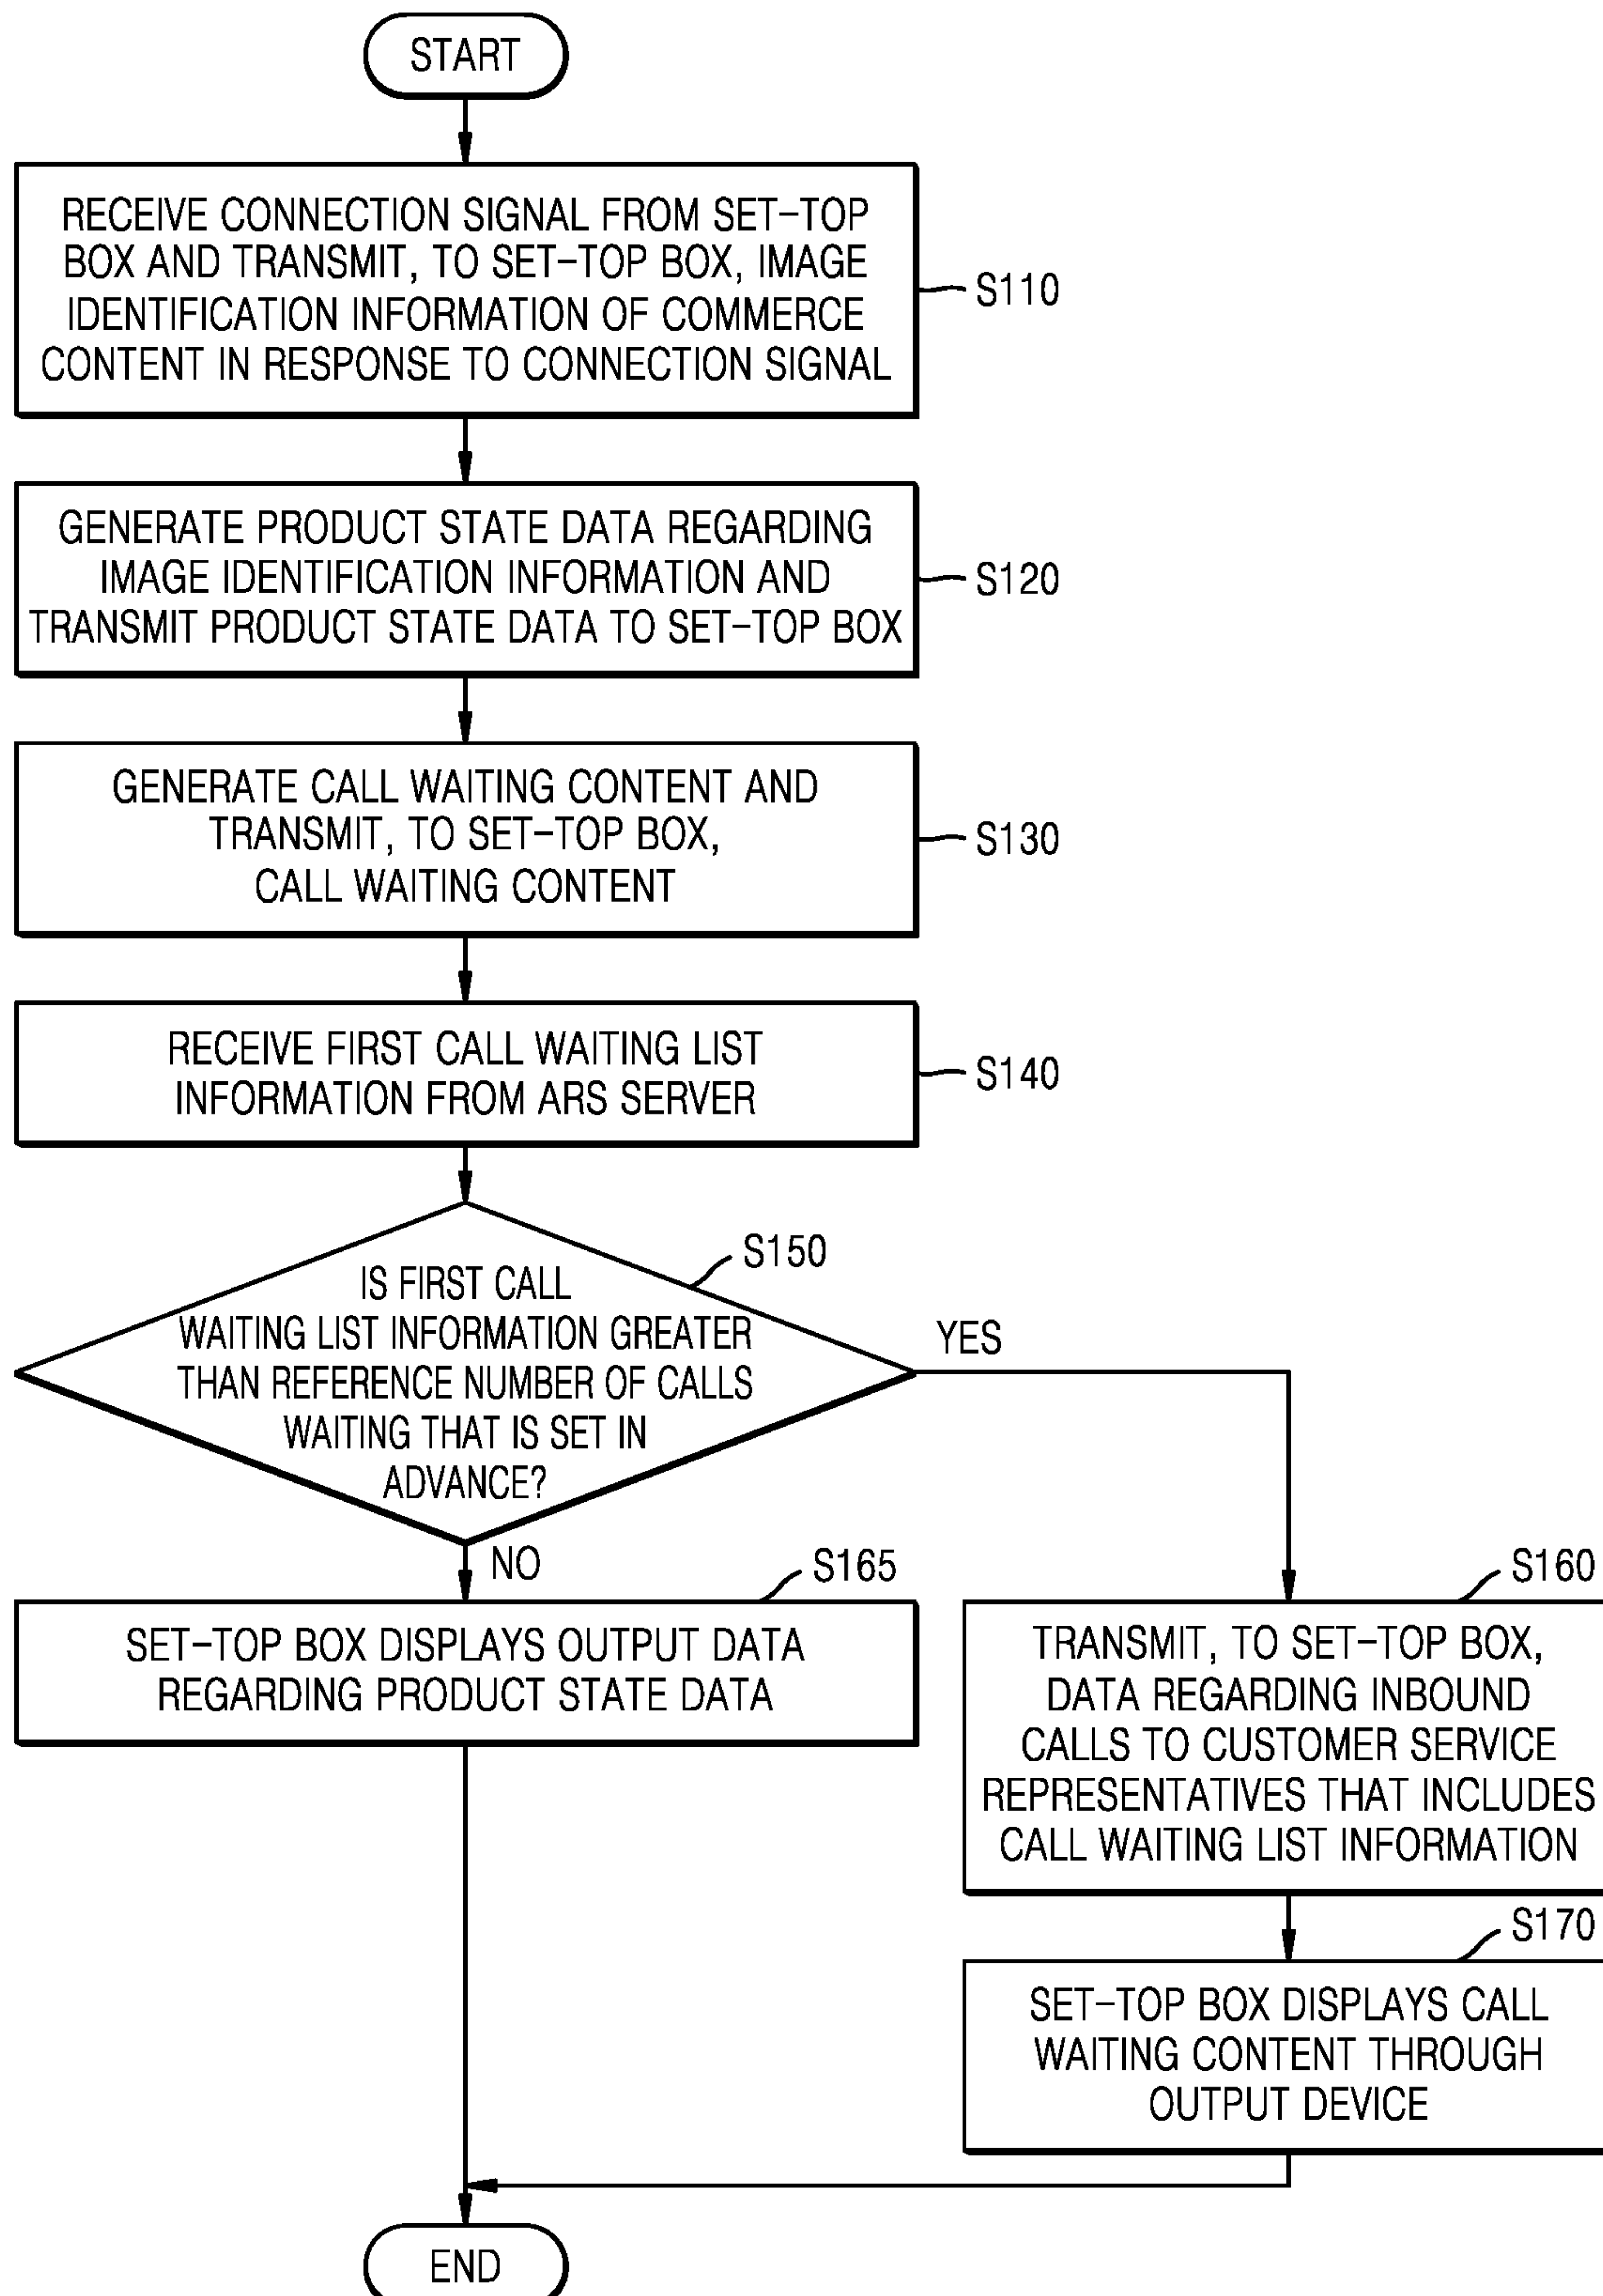 START
RECEIVE CONNECTION SIGNAL FROM SET-TOP
BOX AND TRANSMIT, TO SET-TOP BOX, IMAGE
IDENTIFICATION INFORMATION OF COMMERCE
CONTENT IN RESPONSE TO CONNECTION SIGNAL
S110
GENERATE PRODUCT STATE DATA REGARDING
IMAGE IDENTIFICATION INFORMATION AND
TRANSMIT PRODUCT STATE DATA TO SET-TOP BOX
S120
GENERATE CALL WAITING CONTENT AND
TRANSMIT, TO SET-TOP BOX,
CALL WAITING CONTENT
S130
RECEIVE FIRST CALL WAITING LIST
INFORMATION FROM ARS SERVER
S140
S150
IS FIRST CALL
WAITING LIST INFORMATION GREATER
THAN REFERENCE NUMBER OF CALLS
WAITING THAT IS SET IN
ADVANCE?
YES
NO
S165
SET-TOP BOX DISPLAYS OUTPUT DATA
REGARDING PRODUCT STATE DATA
S160
TRANSMIT, TO SET-TOP BOX,
DATA REGARDING INBOUND
CALLS TO CUSTOMER SERVICE
REPRESENTATIVES THAT INCLUDES
CALL WAITING LIST INFORMATION
S170
SET-TOP BOX DISPLAYS CALL
WAITING CONTENT THROUGH
OUTPUT DEVICE
END